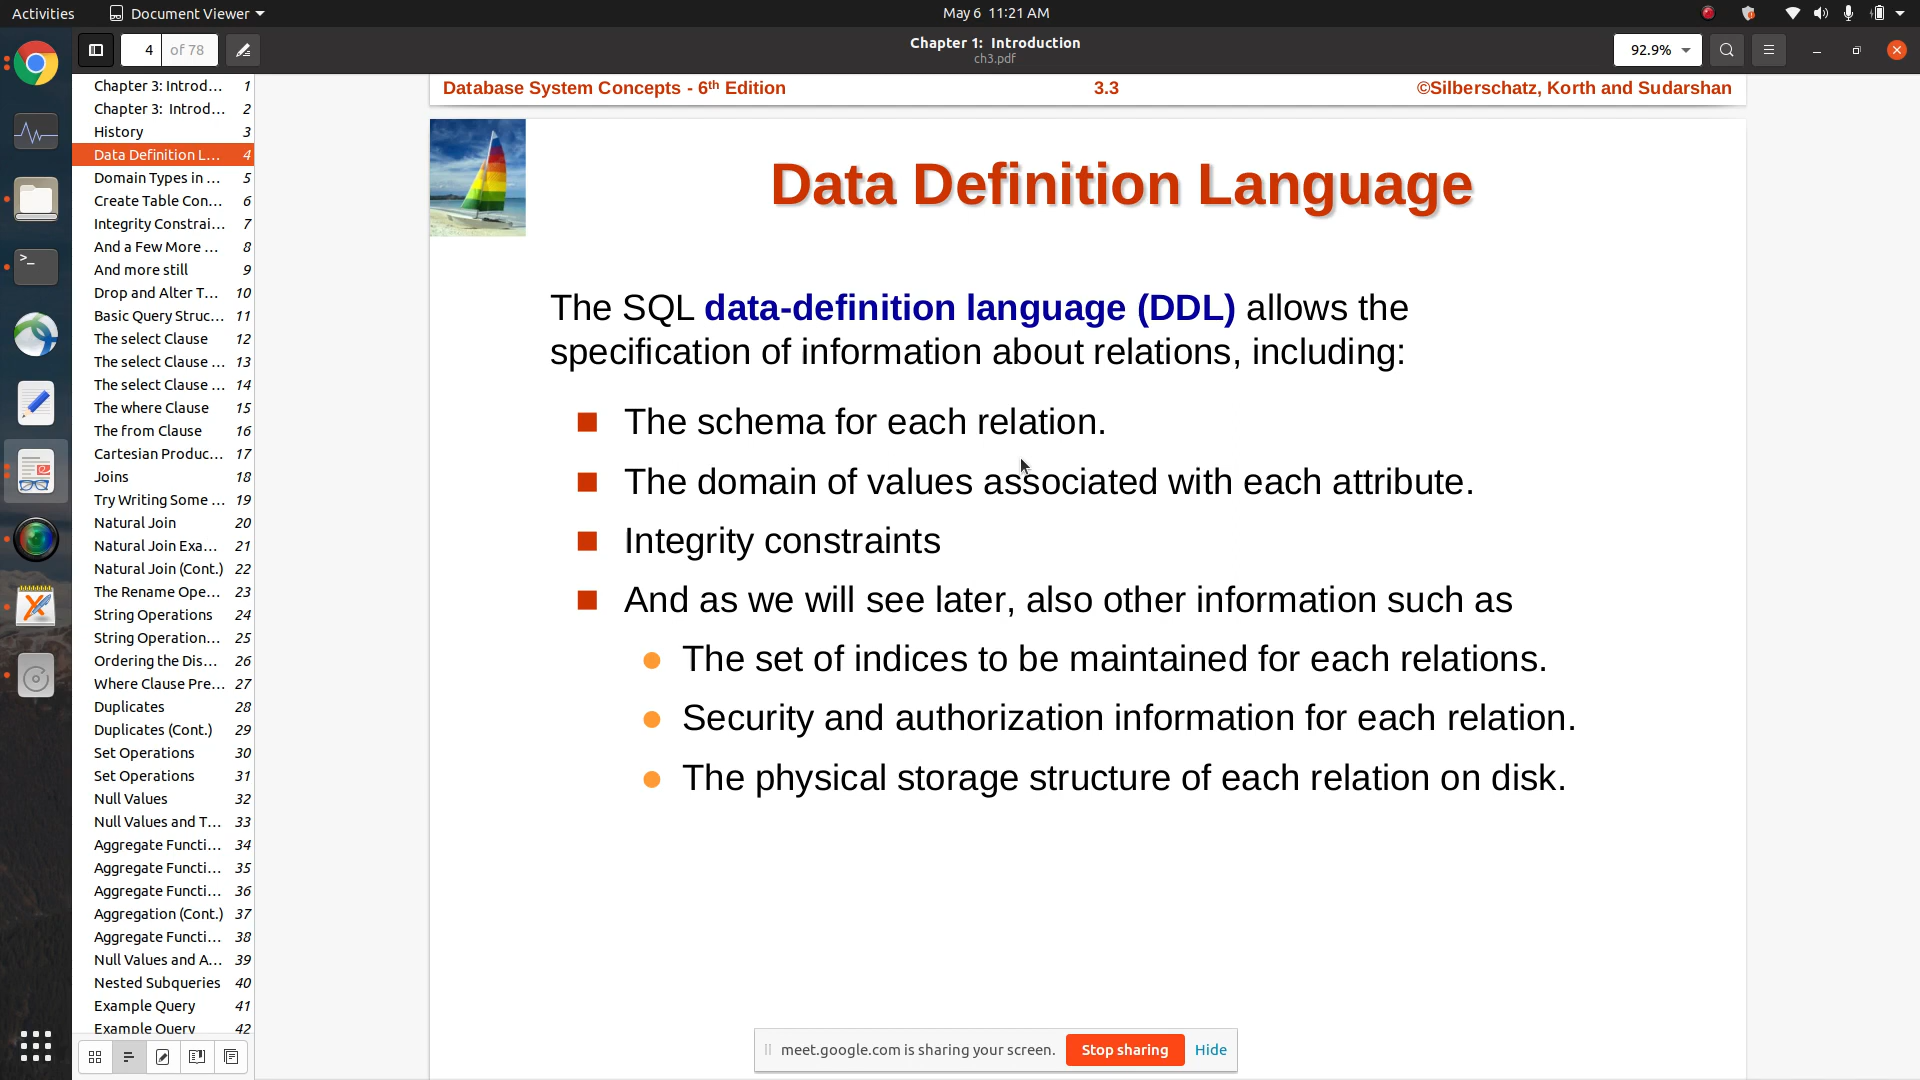 Activities
Document Viewer
May 6 11:21 AM
4 of 78
Chapter 1: Introduction
ch3.pdf
92.9%
Chapter 3: Introd... 1
Chapter 3: Introd... 2
History 3
Data Definition L... 4
Domain Types in ... 5
Create Table Con... 6
Integrity Constrai... 7
And a Few More ... 8
And more still 9
Drop and Alter T... 10
Basic Query Struc... 11
The select Clause 12
The select Clause ... 13
The select Clause ... 14
The where Clause 15
The from Clause 16
Cartesian Produc... 17
Joins 18
Try Writing Some ... 19
Natural Join 20
Natural Join Exa... 21
Natural Join (Cont.) 22
The Rename Ope... 23
String Operations 24
String Operation... 25
Ordering the Dis... 26
Where Clause Pre... 27
Duplicates 28
Duplicates (Cont.) 29
Set Operations 30
Set Operations 31
Null Values 32
Null Values and T... 33
Aggregate Functi... 34
Aggregate Functi... 35
Aggregate Functi... 36
Aggregation (Cont.) 37
Aggregate Functi... 38
Null Values and A... 39
Nested Subqueries 40
Example Query 41
Example Query 42
Database System Concepts - 6th Edition
3.3
©Silberschatz, Korth and Sudarshan
Data Definition Language
The SQL data-definition language (DDL) allows the
specification of information about relations, including:
The schema for each relation.
The domain of values associated with each attribute.
Integrity constraints
And as we will see later, also other information such as
The set of indices to be maintained for each relations.
Security and authorization information for each relation.
The physical storage structure of each relation on disk.
meet.google.com is sharing your screen.
Stop sharing
Hide